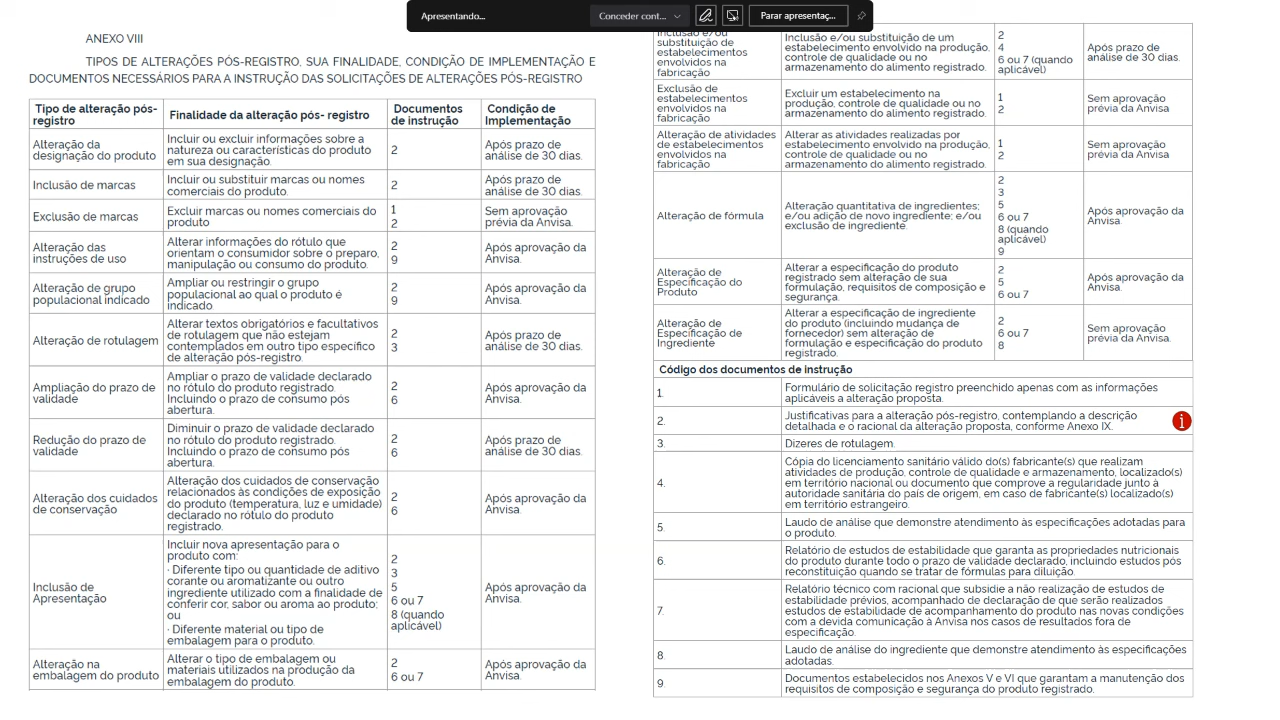 Apresentando...
Conceder cont...
Parar apresentaç...
ANEXO VIII
TIPOS DE ALTERAÇÕES PÓS-REGISTRO, SUA FINALIDADE, CONDIÇÃO DE IMPLEMENTAÇÃO E
DOCUMENTOS NECESSÁRIOS PARA A INSTRUÇÃO DAS SOLICITAÇÕES DE ALTERAÇÕES PÓS-REGISTRO
Tipo de alteração pós-
registro
Finalidade da alteração pós- registro
Documentos
de instrução
Condição de
Implementação
Alteração da
designação do produto
Incluir ou excluir informações sobre a
natureza ou características do produto
em sua designação.
2
Após prazo de
análise de 30 dias.
Inclusão de marcas
Incluir ou substituir marcas ou nomes
comerciais do produto.
2
Após prazo de
análise de 30 dias.
Exclusão de marcas
Excluir marcas ou nomes comerciais do
produto
1
2
Sem aprovação
prévia da Anvisa.
Alteração das
instruções de uso
Alterar informações do rótulo que
orientam o consumidor sobre o preparo,
manipulação ou consumo do produto.
2
9
Após aprovação da
Anvisa.
Alteração de grupo
populacional indicado
Ampliar ou restringir o grupo
populacional ao qual o produto é
indicado.
2
9
Após aprovação da
Anvisa.
Alteração de rotulagem
Alterar textos obrigatórios e facultativos
de rotulagem que não estejam
contemplados em outro tipo específico
de alteração pós-registro.
2
3
Após prazo de
análise de 30 dias.
Ampliação do prazo de
validade
Ampliar o prazo de validade declarado
no rótulo do produto registrado.
Incluindo o prazo de consumo pós
abertura.
2
6
Após aprovação da
Anvisa.
Redução do prazo de
validade
Diminuir o prazo de validade declarado
no rótulo do produto registrado.
Incluindo o prazo de consumo pós
abertura.
2
6
Após prazo de
análise de 30 dias.
Alteração dos cuidados
de conservação
Alteração dos cuidados de conservação
relacionados às condições de exposição
do produto (temperatura, luz e umidade)
declarado no rótulo do produto
registrado.
2
6
Após aprovação da
Anvisa.
Inclusão de
Apresentação
Incluir nova apresentação para o
produto com:
· Diferente tipo ou quantidade de aditivo
corante ou aromatizante ou outro
ingrediente utilizado com a finalidade de
conferir cor, sabor ou aroma ao produto;
ou
· Diferente material ou tipo de
embalagem para o produto.
2
3
5
6 ou 7
8 (quando
aplicável)
Após aprovação da
Anvisa.
Alteração na
embalagem do produto
Alterar o tipo de embalagem ou
materiais utilizados na produção da
embalagem do produto.
2
6 ou 7
Após aprovação da
Anvisa.
Inclusão e/ou
substituição de
estabelecimentos
envolvidos na
fabricação
Inclusão e/ou substituição de um
estabelecimento envolvido na produção,
controle de qualidade ou no
armazenamento do alimento registrado.
2
4
6 ou 7 (quando
aplicável)
Após prazo de
análise de 30 dias.
Exclusão de
estabelecimentos
envolvidos na
fabricação
Excluir um estabelecimento na
produção, controle de qualidade ou no
armazenamento do alimento registrado.
1
2
Sem aprovação
prévia da Anvisa
Alteração de atividades
de estabelecimentos
envolvidos na
fabricação
Alterar as atividades realizadas por
estabelecimento envolvido na produção,
controle de qualidade ou no
armazenamento do alimento registrado.
1
2
Sem aprovação
prévia da Anvisa
Alteração de fórmula
Alteração quantitativa de ingredientes;
e/ou adição de novo ingrediente; e/ou
exclusão de ingrediente.
2
3
5
6 ou 7
8 (quando
aplicável)
9
Após aprovação da
Anvisa.
Alteração de
Especificação do
Produto
Alterar a especificação do produto
registrado sem alteração de sua
formulação, requisitos de composição e
segurança.
2
5
6 ou 7
Após aprovação da
Anvisa.
Alteração de
Especificação de
Ingrediente
Alterar a especificação de ingrediente
do produto (incluindo mudança de
fornecedor) sem alteração de
formulação e especificação do produto
registrado.
2
6 ou 7
8
Sem aprovação
prévia da Anvisa.
Código dos documentos de instrução
1.
Formulário de solicitação registro preenchido apenas com as informações
aplicáveis a alteração proposta.
2.
Justificativas para a alteração pós-registro, contemplando a descrição
detalhada e o racional da alteração proposta, conforme Anexo IX.
i
3.
Dizeres de rotulagem.
4.
Cópia do licenciamento sanitário válido do(s) fabricante(s) que realizam
atividades de produção, controle de qualidade e armazenamento, localizado(s)
em território nacional ou documento que comprove a regularidade junto à
autoridade sanitária do país de origem, em caso de fabricante(s) localizado(s)
em território estrangeiro.
5.
Laudo de análise que demonstre atendimento às especificações adotadas para
o produto.
6.
Relatório de estudos de estabilidade que garanta as propriedades nutricionais
do produto durante todo o prazo de validade declarado, incluindo estudos pós
reconstituição quando se tratar de fórmulas para diluição.
7.
Relatório técnico com racional que subsidie a não realização de estudos de
estabilidade prévios, acompanhado de declaração de que serão realizados
estudos de estabilidade de acompanhamento do produto nas novas condições
com a devida comunicação à Anvisa nos casos de resultados fora de
especificação.
8.
Laudo de análise do ingrediente que demonstre atendimento às especificações
adotadas.
9.
Documentos estabelecidos nos Anexos V e VI que garantam a manutenção dos
requisitos de composição e segurança do produto registrado.